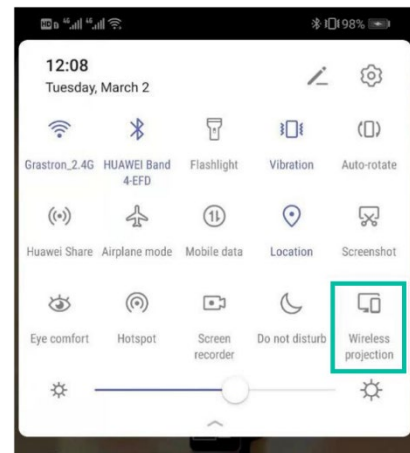 HD 98%
12:08
Tuesday, March 2
Grastron_2.4G HUAWEI Band 4-EFD Flashlight Vibration Auto-rotate
Huawei Share Airplane mode Mobile data Location Screenshot
Eye comfort Hotspot Screen recorder Do not disturb Wireless projection